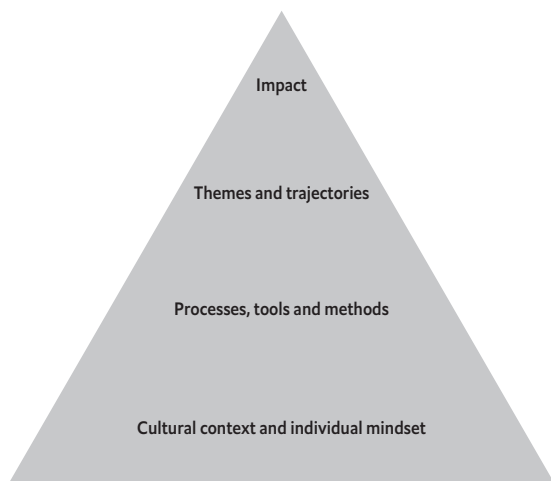 Impact
Themes and trajectories
Processes, tools and methods
Cultural context and individual mindset